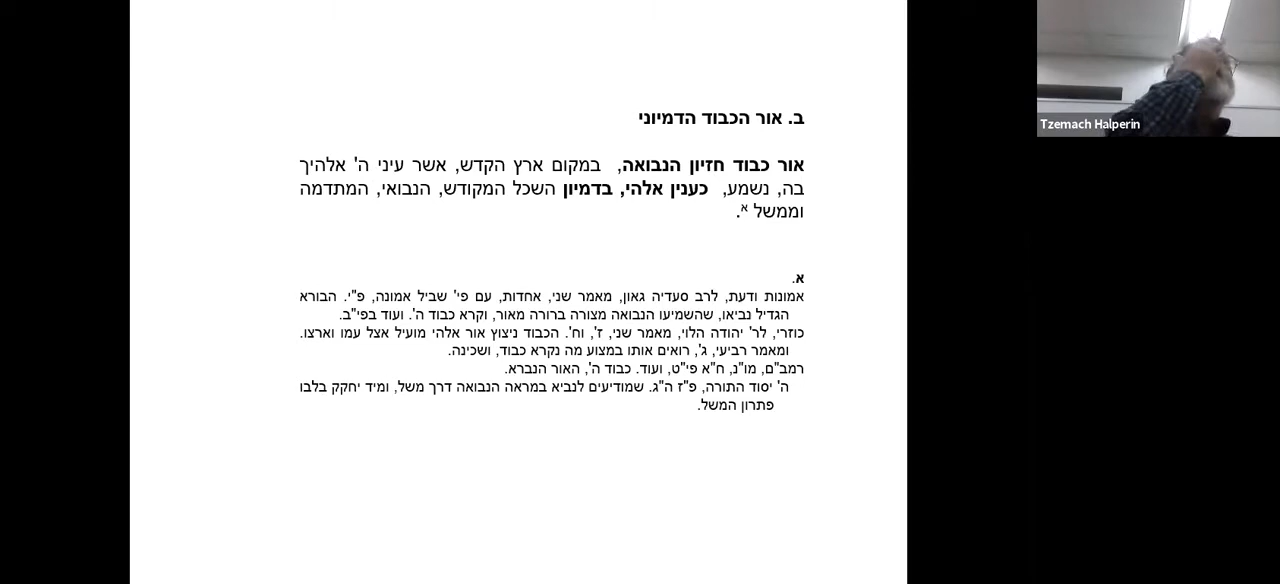 ב. אור הכבוד הדמיוני
אור כבוד חזיון הנבואה, במקום ארץ הקדש, אשר עיני ה' אלהיך
בה, נשמע, כענין אלהי, בדמיון השכל המקודש, הנבואי, המתדמה
וממשל א.
א.
אמונות ודעת, לרב סעדיה גאון, מאמר שני, אחדות, עם פי' שביל אמונה, פ"י. הבורא
הגדיל נביאו, שהשמיעו הנבואה מצורה ברורה מאור, וקרא כבוד ה'. ועוד בפי"ב.
כוזרי, לר' יהודה הלוי, מאמר שני, ז', וח'. הכבוד ניצוץ אור אלהי מועיל אצל עמו וארצו.
ומאמר רביעי, ג', רואים אותו במצוע מה נקרא כבוד, ושכינה.
רמב"ם, מו"נ, ח"א פי"ט, ועוד. כבוד ה', האור הנברא.
ה' יסוד התורה, פ"ז ה"ג. שמודיעים לנביא במראה הנבואה דרך משל, ומיד יחקק בלבו
פתרון המשל.
Tzemach Halperin